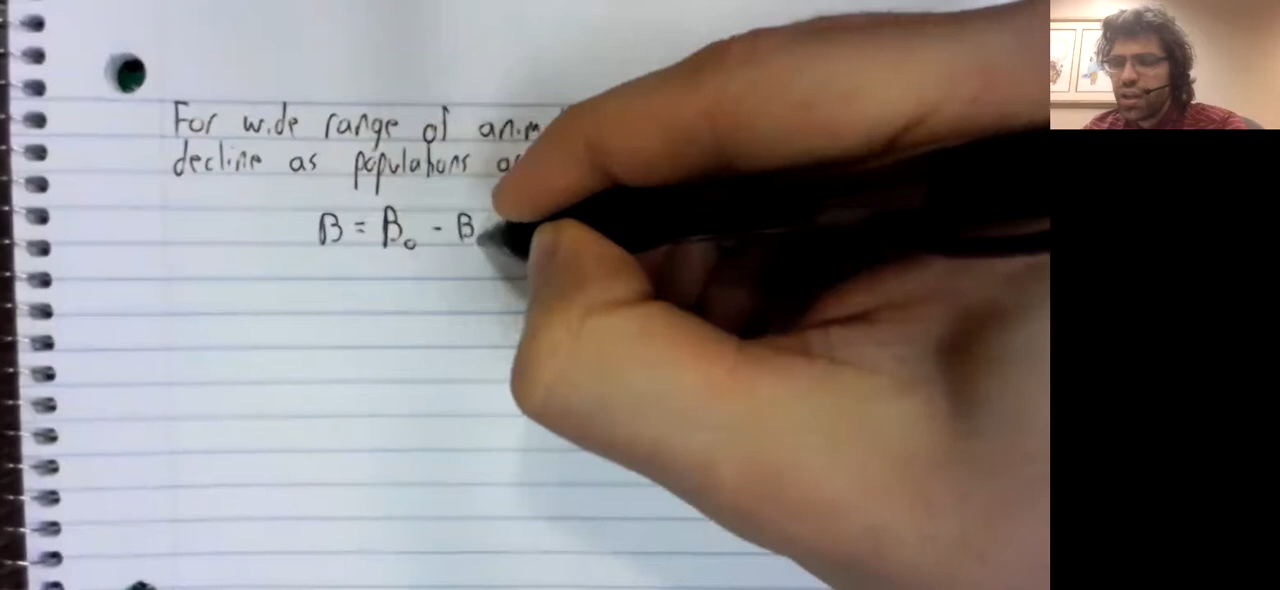 For wide range of
decline as populations
B = B₀ - B